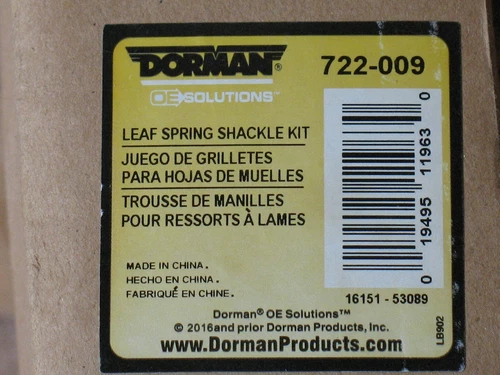 DORMAN®
722-009
OE SOLUTIONS™
LEAF SPRING SHACKLE KIT
JUEGO DE GRILLETES
PARA HOJAS DE MUELLES
TROUSSE DE MANILLES
POUR RESSORTS À LAMES
0 19495 11963 0
MADE IN CHINA.
HECHO EN CHINA.
FABRIQUÉ EN CHINE.
16151 - 53089
Dorman® OE Solutions™
© 2016and prior Dorman Products, Inc.
www.DormanProducts.com
LB902